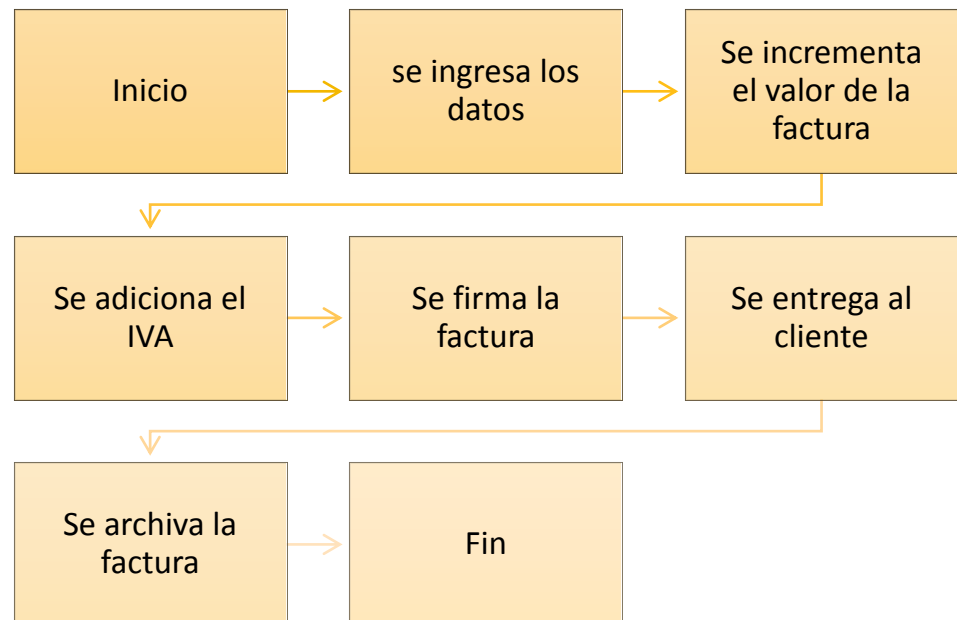 Inicio
se ingresa los
datos
Se incrementa
el valor de la
factura
Se adiciona el
IVA
Se firma la
factura
Se entrega al
cliente
Se archiva la
factura
Fin